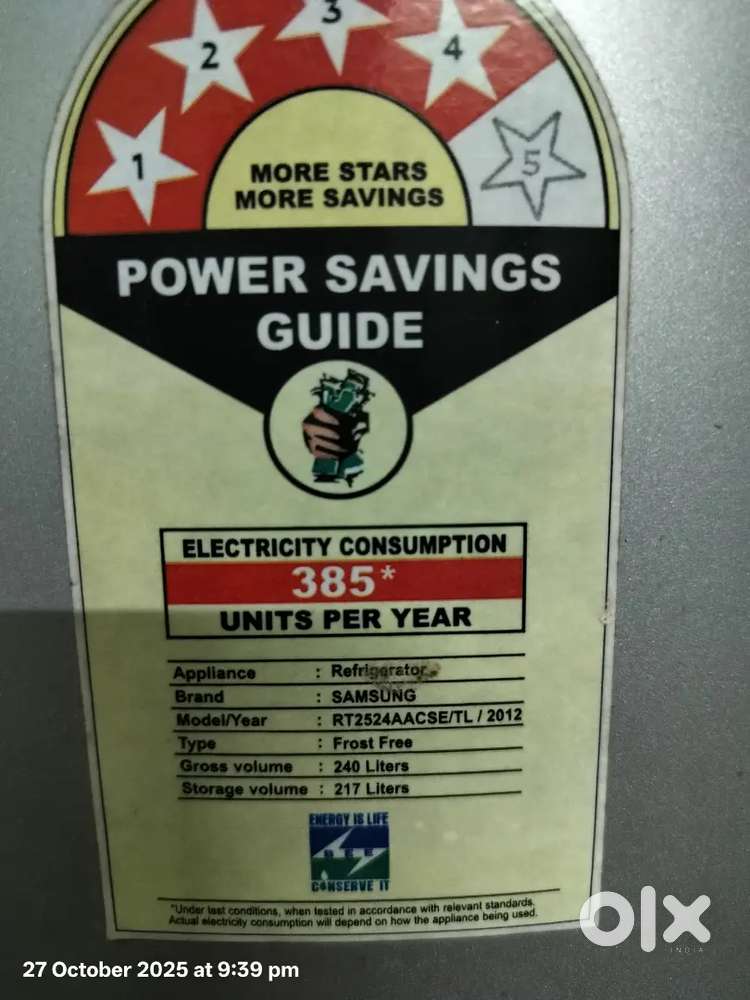 3
2
4
1
5
MORE STARS
MORE SAVINGS
POWER SAVINGS
GUIDE
ELECTRICITY CONSUMPTION
385*
UNITS PER YEAR
Appliance : Refrigerator
Brand : SAMSUNG
Model/Year : RT2524AACSE/TL / 2012
Type : Frost Free
Gross volume : 240 Liters
Storage volume : 217 Liters
ENERGY IS LIFE
BEE
CONSERVE IT
*Under test conditions, when tested in accordance with relevant standards.
Actual electricity consumption will depend on how the appliance being used.
olx
INDIA
27 October 2025 at 9:39 pm